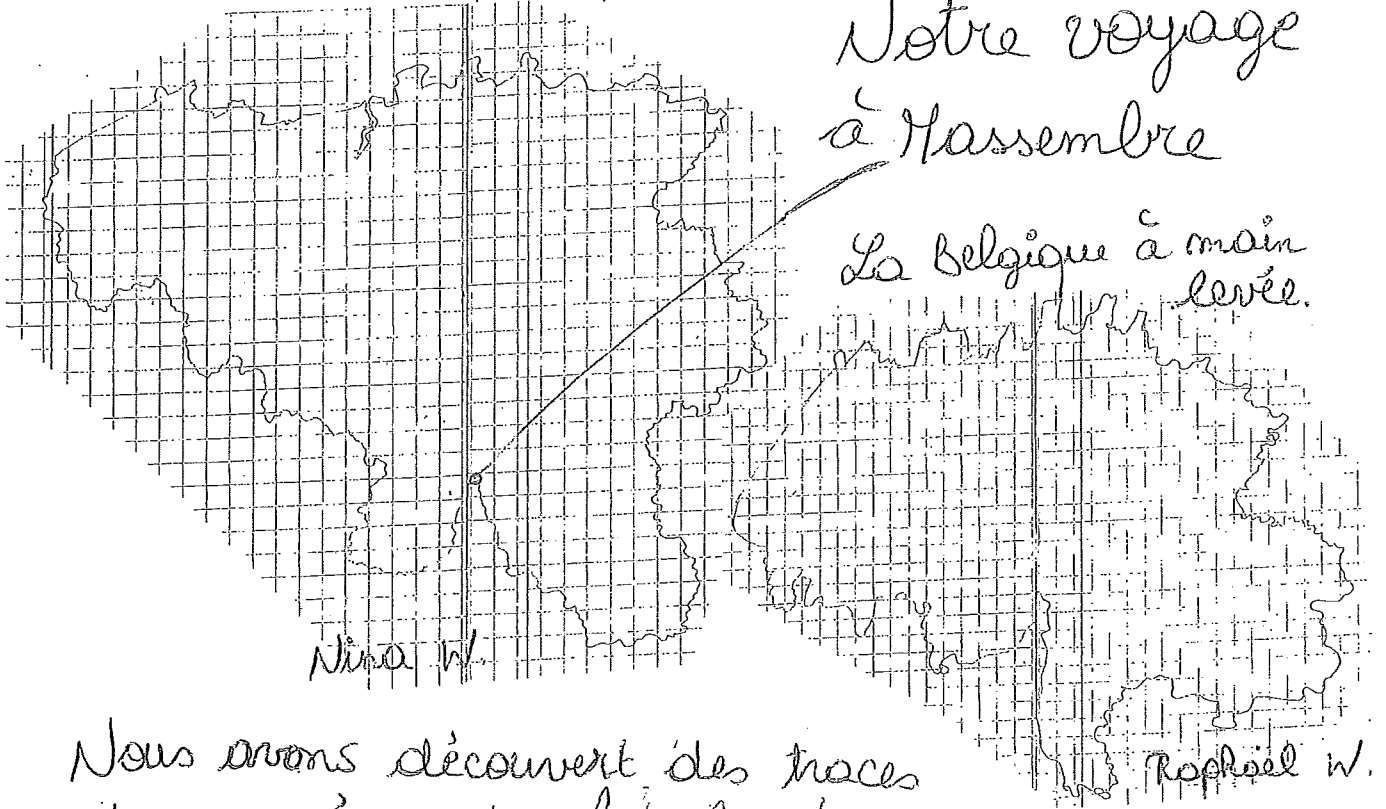 Notre voyage
à Massembre
La Belgique à main
levée.
Nina W.
Raphaël W.
Nous avons découvert des traces